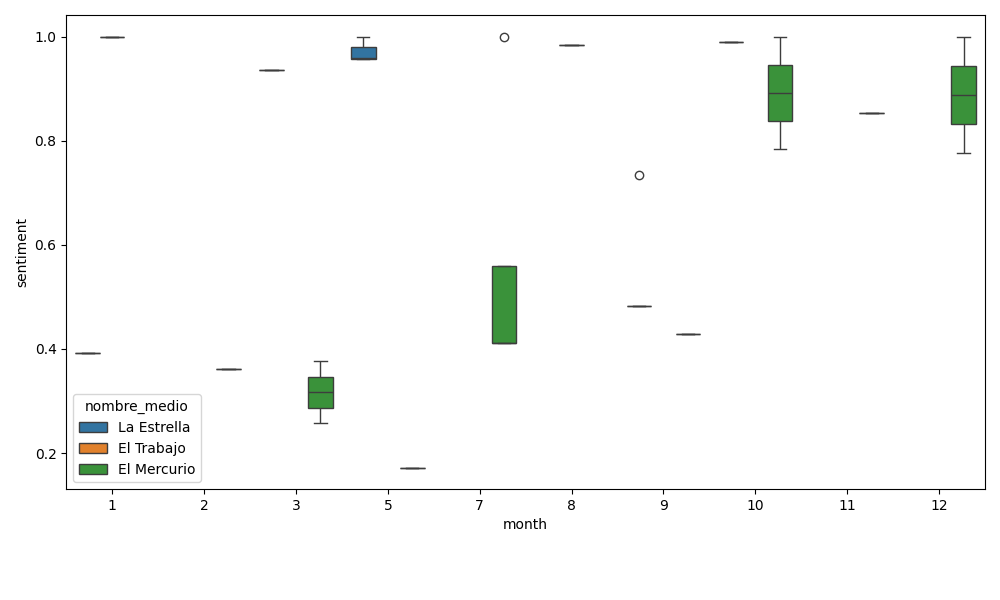 1.0
0.8
0.6
0.4
0.2
sentiment
nombre_medio
La Estrella
El Trabajo
El Mercurio
1 2 3 5 7 8 9 10 11 12
month